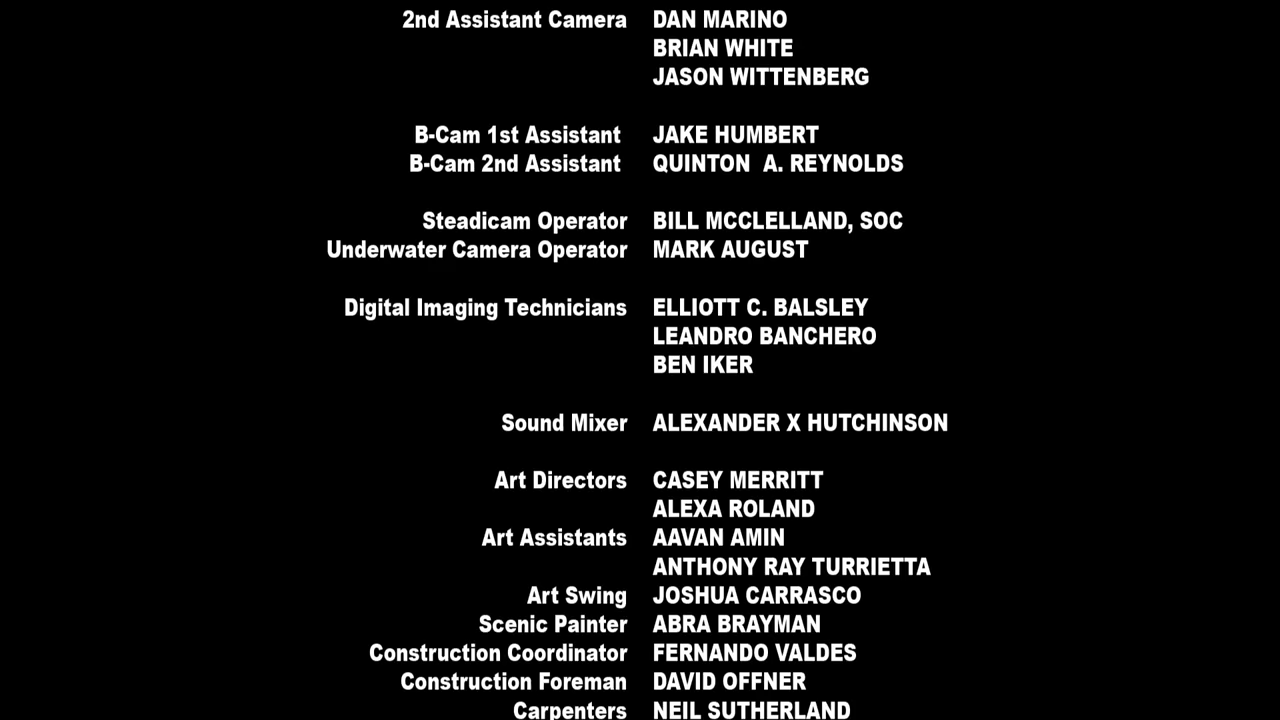 2nd Assistant Camera DAN MARINO
BRIAN WHITE
JASON WITTENBERG
B-Cam 1st Assistant JAKE HUMBERT
B-Cam 2nd Assistant QUINTON A. REYNOLDS
Steadicam Operator BILL MCCLELLAND, SOC
Underwater Camera Operator MARK AUGUST
Digital Imaging Technicians ELLIOTT C. BALSLEY
LEANDRO BANCHERO
BEN IKER
Sound Mixer ALEXANDER X HUTCHINSON
Art Directors CASEY MERRITT
ALEXA ROLAND
Art Assistants AAVAN AMIN
ANTHONY RAY TURRIETTA
Art Swing JOSHUA CARRASCO
Scenic Painter ABRA BRAYMAN
Construction Coordinator FERNANDO VALDES
Construction Foreman DAVID OFFNER
Carpenters NEIL SUTHERLAND